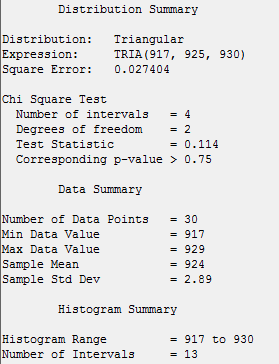 Distribution Summary
Distribution: Triangular
Expression: TRIA(917, 925, 930)
Square Error: 0.027404
Chi Square Test
Number of intervals = 4
Degrees of freedom = 2
Test Statistic = 0.114
Corresponding p-value > 0.75
Data Summary
Number of Data Points = 30
Min Data Value = 917
Max Data Value = 929
Sample Mean = 924
Sample Std Dev = 2.89
Histogram Summary
Histogram Range = 917 to 930
Number of Intervals = 13